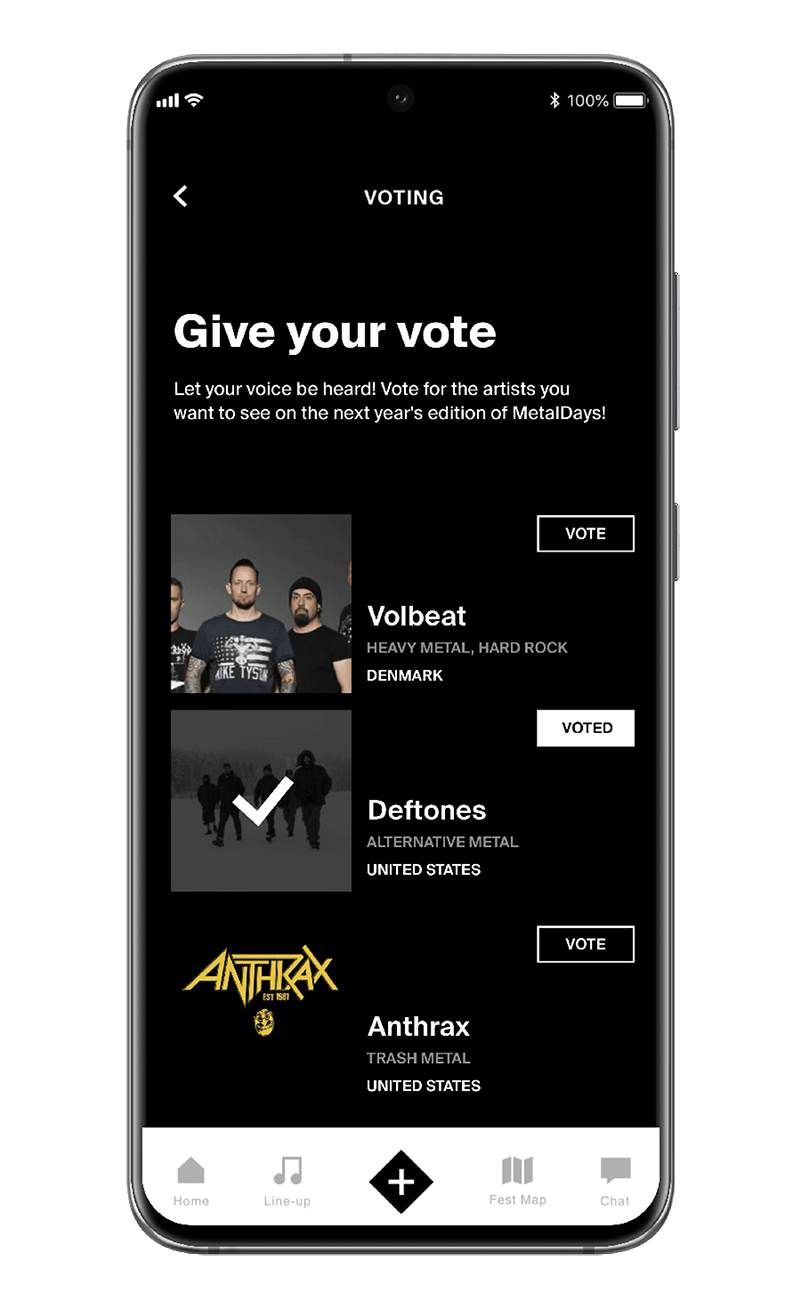 100%
VOTING
Give your vote
Let your voice be heard! Vote for the artists you
want to see on the next year's edition of MetalDays!
VOTE
Volbeat
HEAVY METAL, HARD ROCK
DENMARK
MIKE TYSON
VOTED
Deftones
ALTERNATIVE METAL
UNITED STATES
VOTE
ANTHRAX
EST 1981
Anthrax
TRASH METAL
UNITED STATES
Home
Line-up
Fest Map
Chat